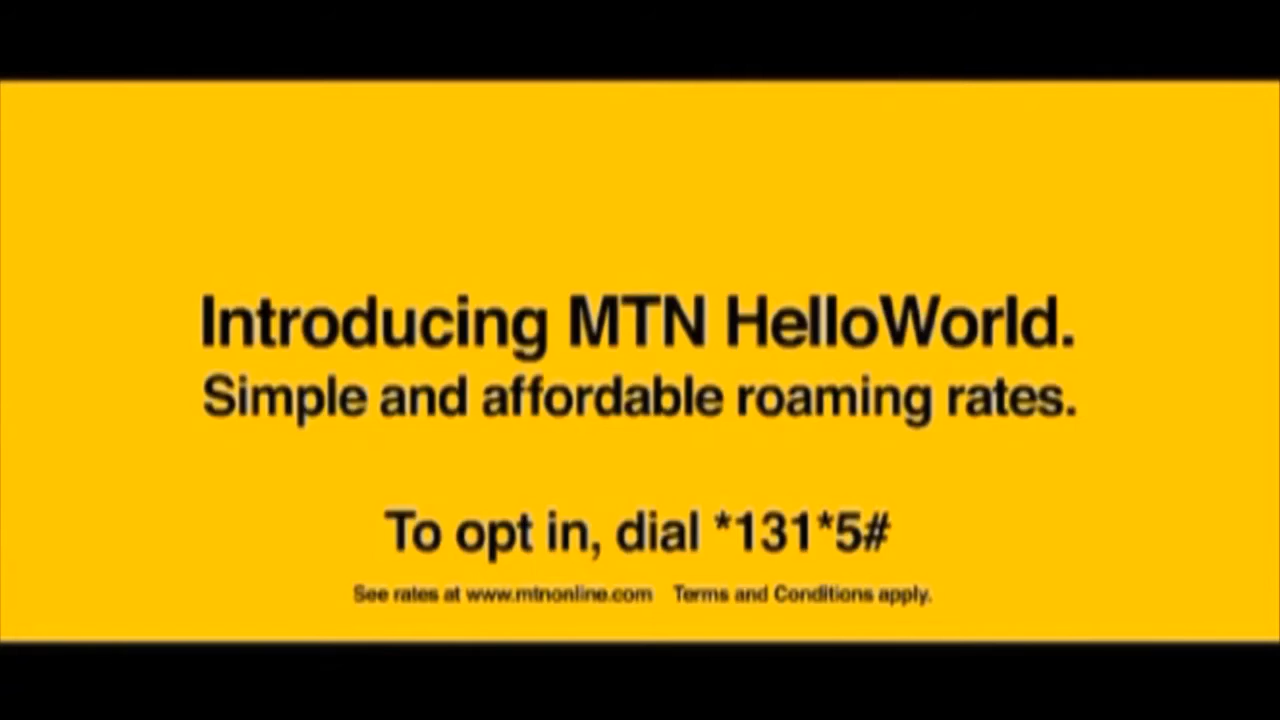 Introducing MTN HelloWorld.
Simple and affordable roaming rates.
To opt in, dial *131*5#
See rates at www.mtnonline.com Terms and Conditions apply.